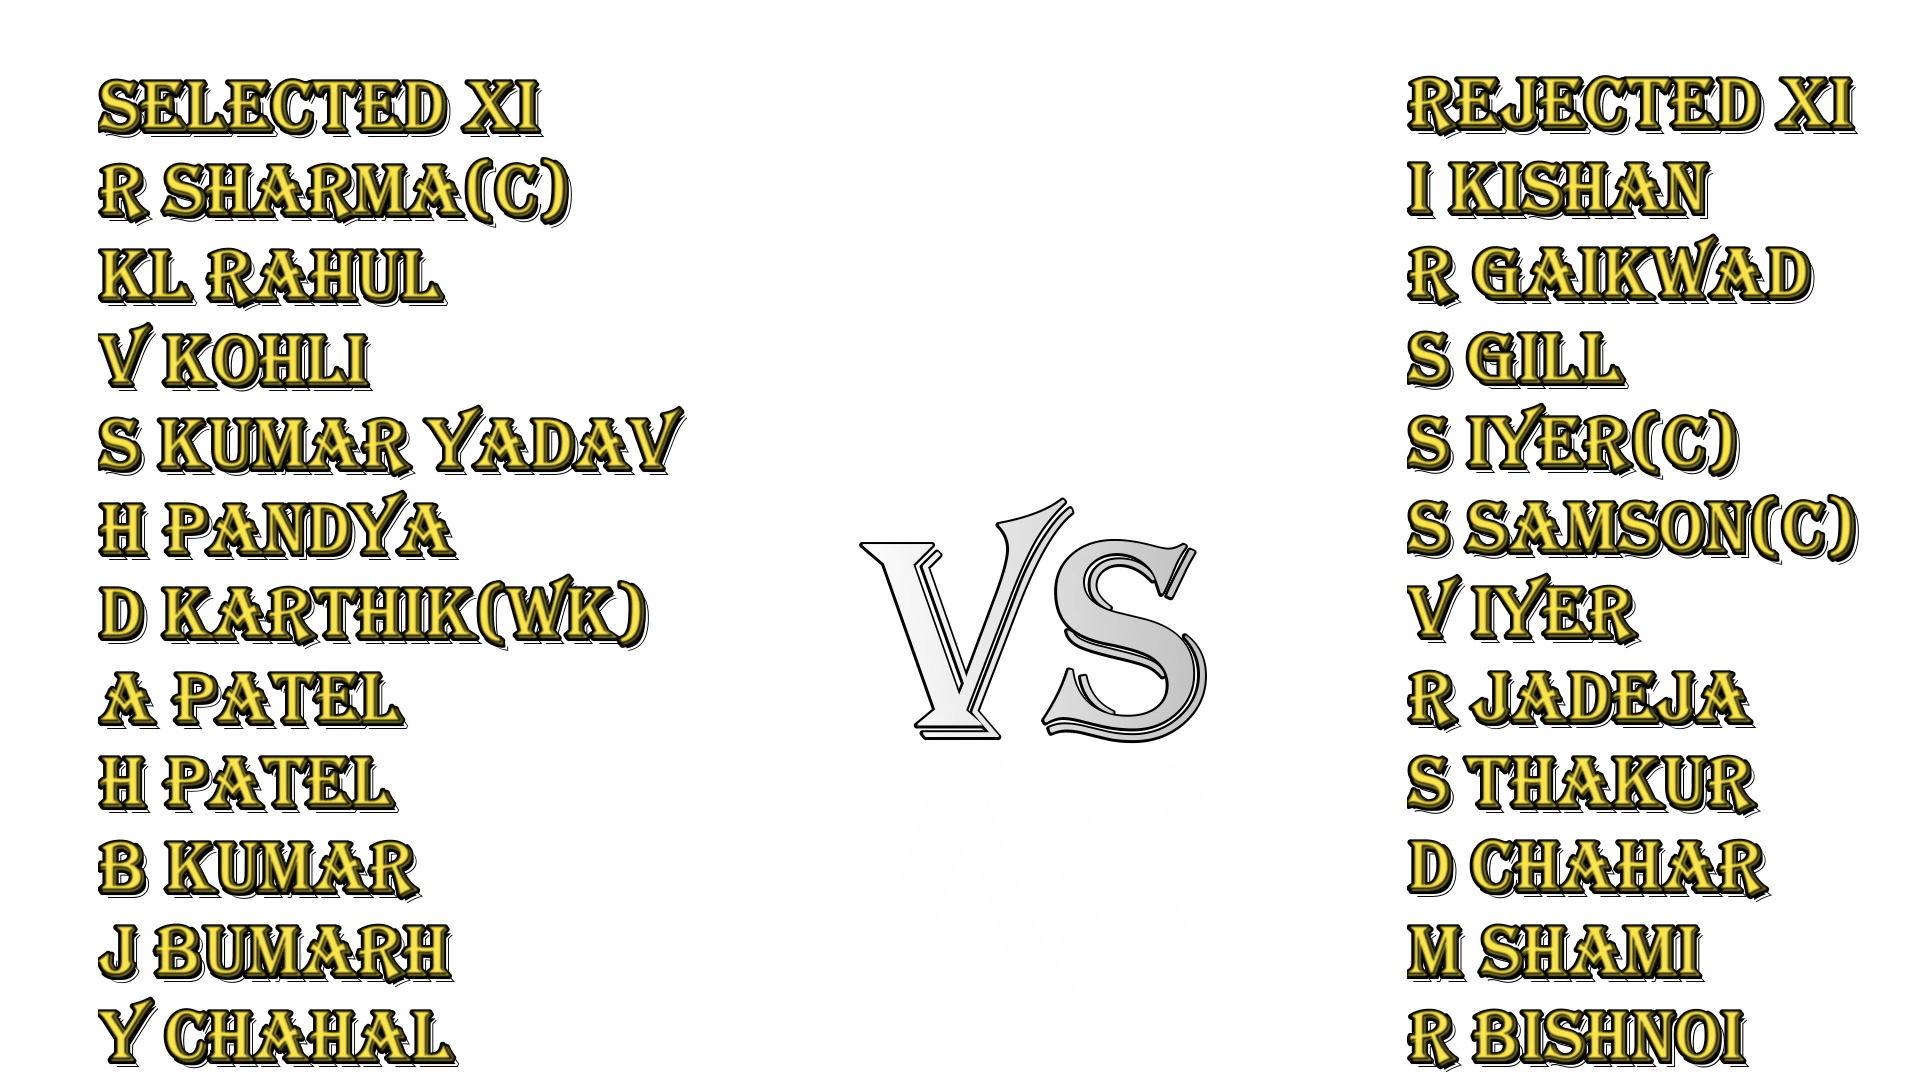 SELECTED XI
R SHARMA(C)
KL RAHUL
V KOHLI
S KUMAR YADAV
H PANDYA
D KARTHIK(WK)
A PATEL
H PATEL
B KUMAR
J BUMARH
Y CHAHAL
VS
REJECTED XI
I KISHAN
R GAIKWAD
S GILL
S IYER(C)
S SAMSON(C)
V IYER
R JADEJA
S THAKUR
D CHAHAR
M SHAMI
R BISHNOI